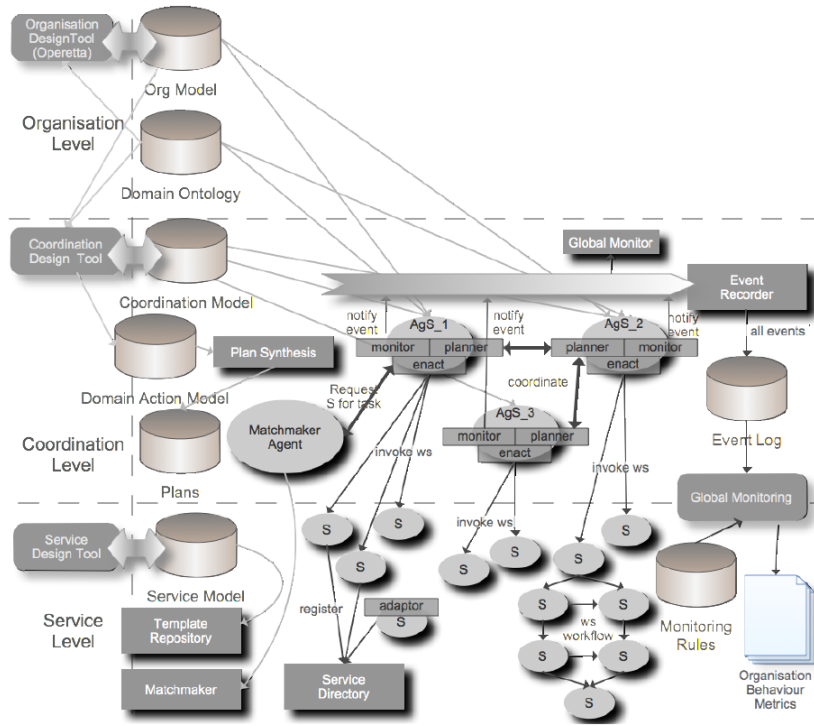 Organisation
DesignTool
(Operetta)
Org Model
Organisation
Level
Domain Ontology
Coordination
Design Tool
Coordination Model
Global Monitor
Event
Recorder
notify
event
AgS_1
notify
event
AgS_2
notify
event
all events
monitor
planner
enact
planner
monitor
enact
Plan Synthesis
Domain Action Model
Request
S for task
coordinate
Matchmaker
Agent
AgS_3
monitor
planner
enact
Event Log
Coordination
Level
Plans
invoke ws
invoke ws
Global Monitoring
invoke ws
Service
Design Tool
Service Model
S
S
S
S
S
S
S
Service
Level
Template
Repository
register
adaptor
S
S
S
ws
workflow
S
S
S
Monitoring
Rules
Matchmaker
Service
Directory
Organisation
Behaviour
Metrics